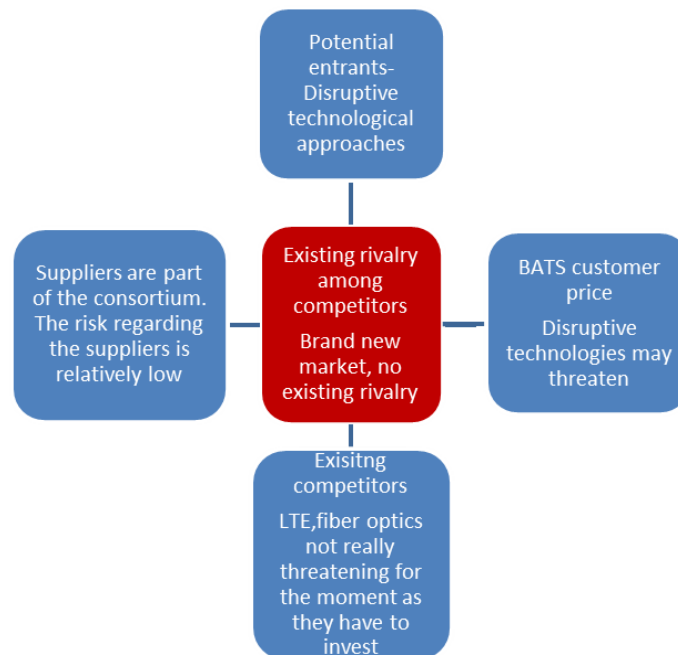 Potential
entrants-
Disruptive
technological
approaches
Suppliers are part
of the consortium.
The risk regarding
the suppliers is
relatively low
Existing rivalry
among
competitors
Brand new
market, no
existing rivalry
BATS customer
price
Disruptive
technologies may
threaten
Exisitng
competitors
LTE,fiber optics
not really
threatening for
the moment as
they have to
invest